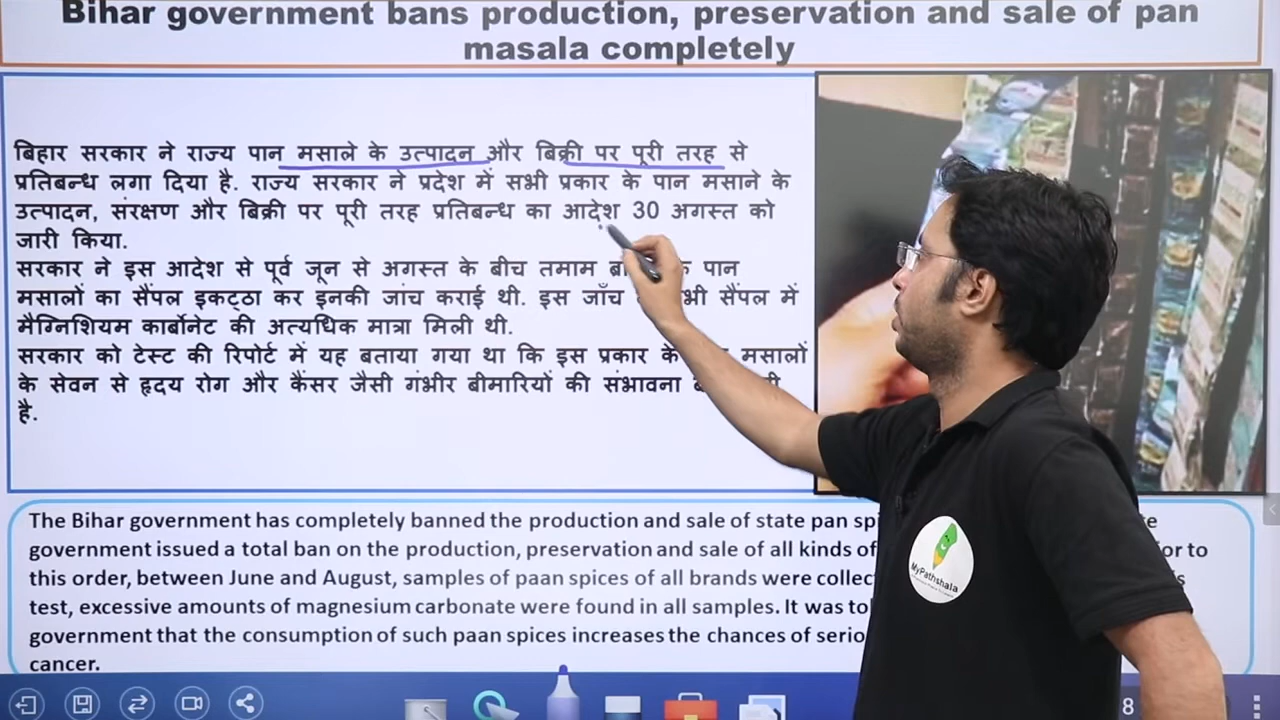 Bihar government bans production, preservation and sale of pan
masala completely
बिहार सरकार ने राज्य पान मसाले के उत्पादन और बिक्री पर पूरी तरह से
प्रतिबन्ध लगा दिया है. राज्य सरकार ने प्रदेश में सभी प्रकार के पान मसाने के
उत्पादन, संरक्षण और बिक्री पर पूरी तरह प्रतिबन्ध का आदेश 30 अगस्त को
जारी किया.
सरकार ने इस आदेश से पूर्व जून से अगस्त के बीच तमाम पान
मसालों का सैंपल इकट्ठा कर इनकी जांच कराई थी. इस जाँच सैंपल में
मैग्निशियम कार्बोनेट की अत्यधिक मात्रा मिली थी.
सरकार को टेस्ट की रिपोर्ट में यह बताया गया था कि इस प्रकार के मसालों
के सेवन से हृदय रोग और कैंसर जैसी गंभीर बीमारियों की संभावना
है.
The Bihar government has completely banned the production and sale of state pan
government issued a total ban on the production, preservation and sale of all kinds of to
this order, between June and August, samples of paan spices of all brands were
test, excessive amounts of magnesium carbonate were found in all samples. It was
government that the consumption of such paan spices increases the chances of
cancer.
MyPathshala
8